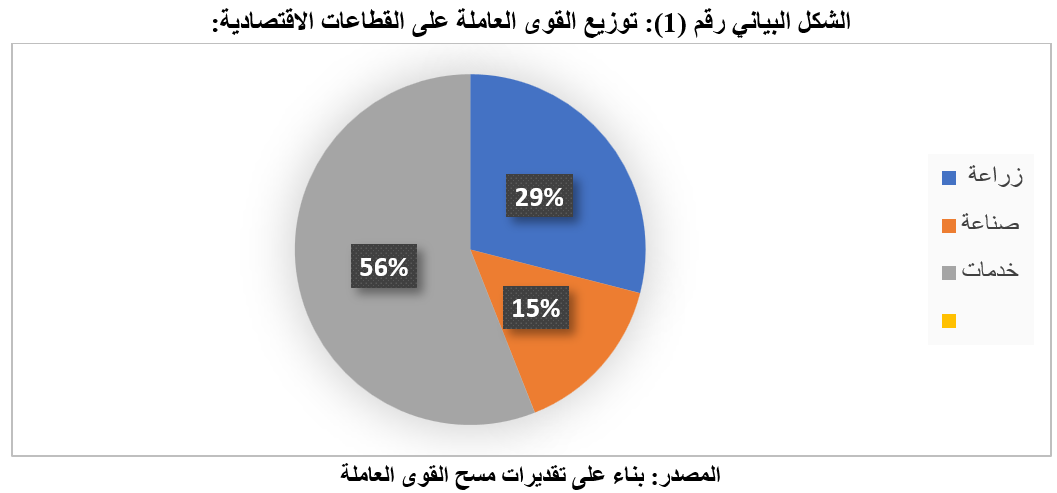 الشكل البياني رقم (1): توزيع القوى العاملة على القطاعات الاقتصادية:
29%
56%
15%
زراعة
صناعة
خدمات
المصدر: بناء على تقديرات مسح القوى العاملة